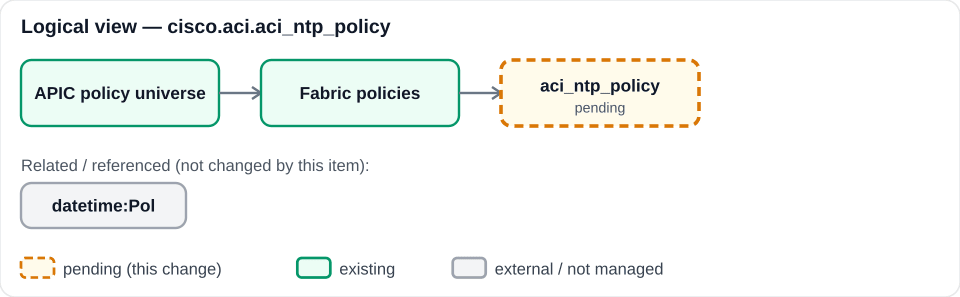 Logical view — cisco.aci.aci_ntp_policy
APIC policy universe
Fabric policies
aci_ntp_policy
pending
Related / referenced (not changed by this item):
datetime:Pol
pending (this change)
existing
external / not managed